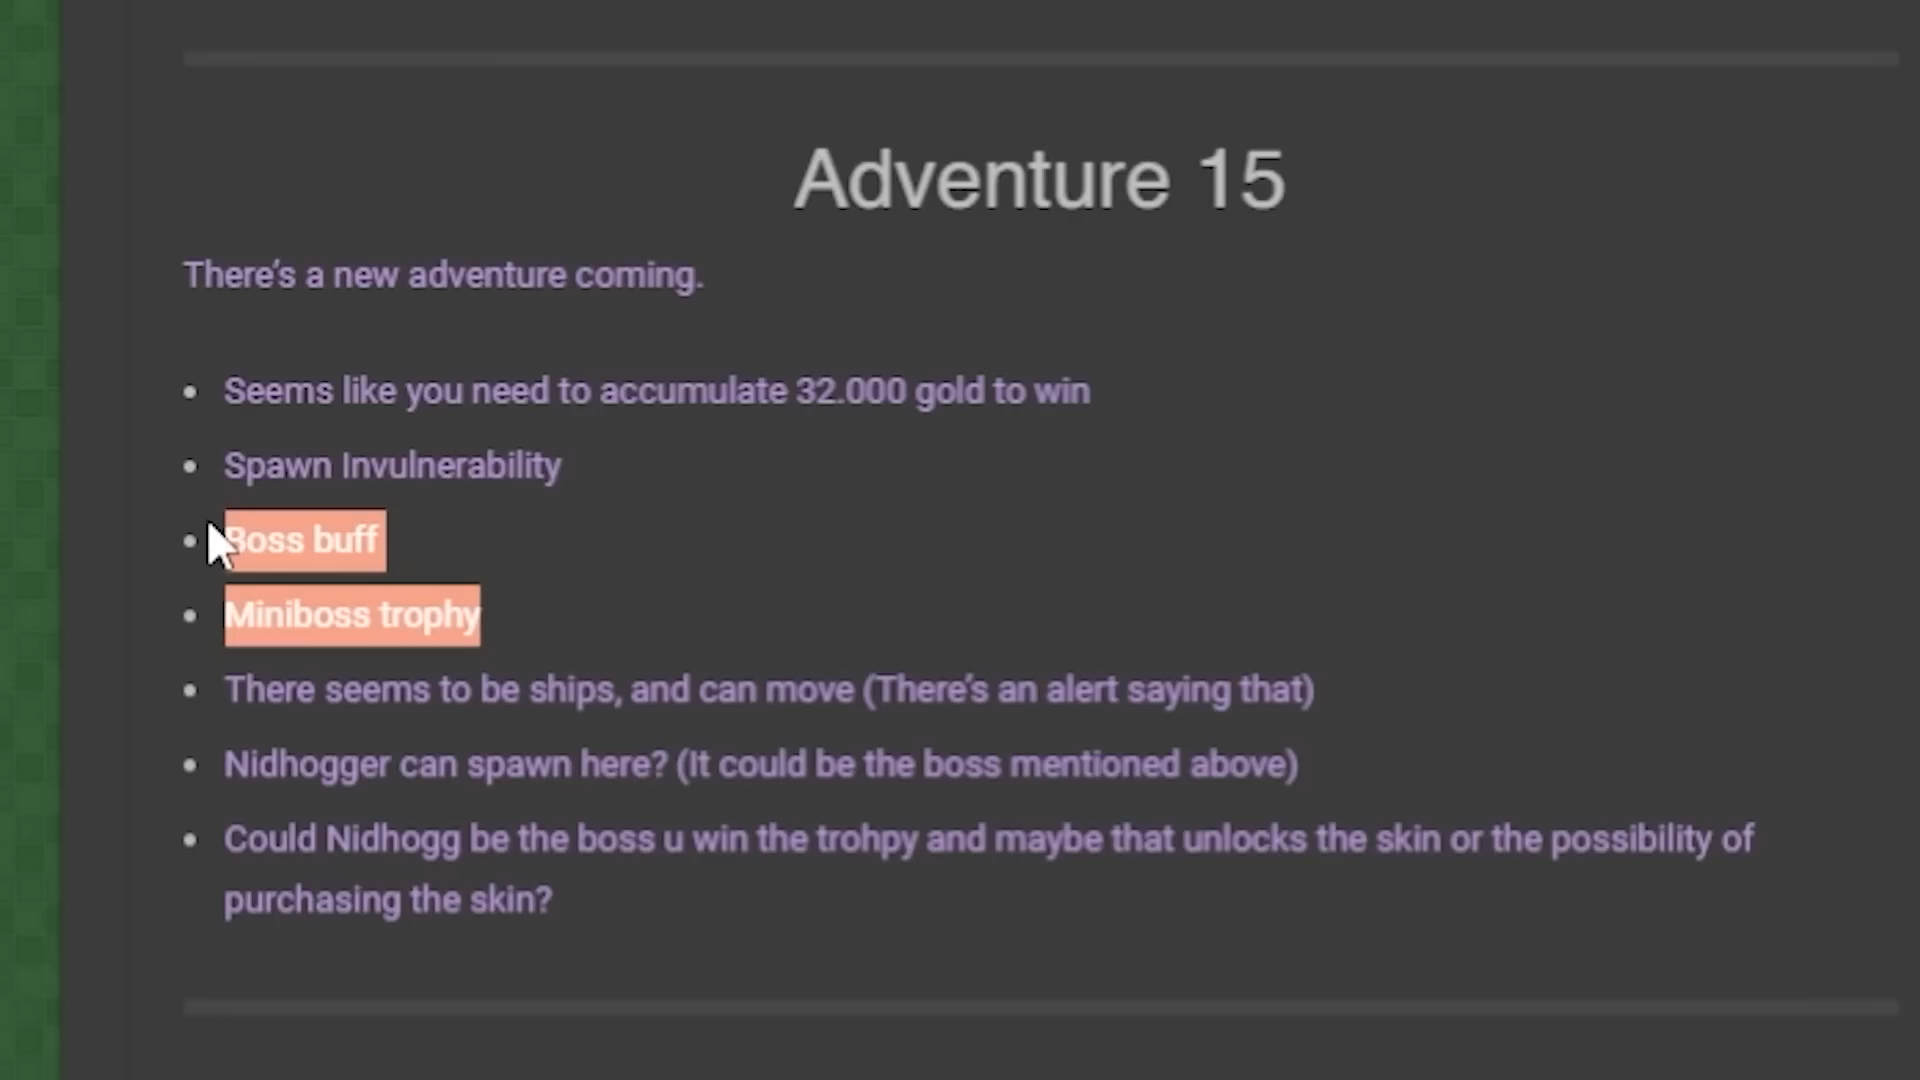 Adventure 15
There's a new adventure coming.
Seems like you need to accumulate 32.000 gold to win
Spawn Invulnerability
Boss buff
Miniboss trophy
There seems to be ships, and can move (There's an alert saying that)
Nidhogger can spawn here? (It could be the boss mentioned above)
Could Nidhogg be the boss u win the trohpy and maybe that unlocks the skin or the possibility of
purchasing the skin?